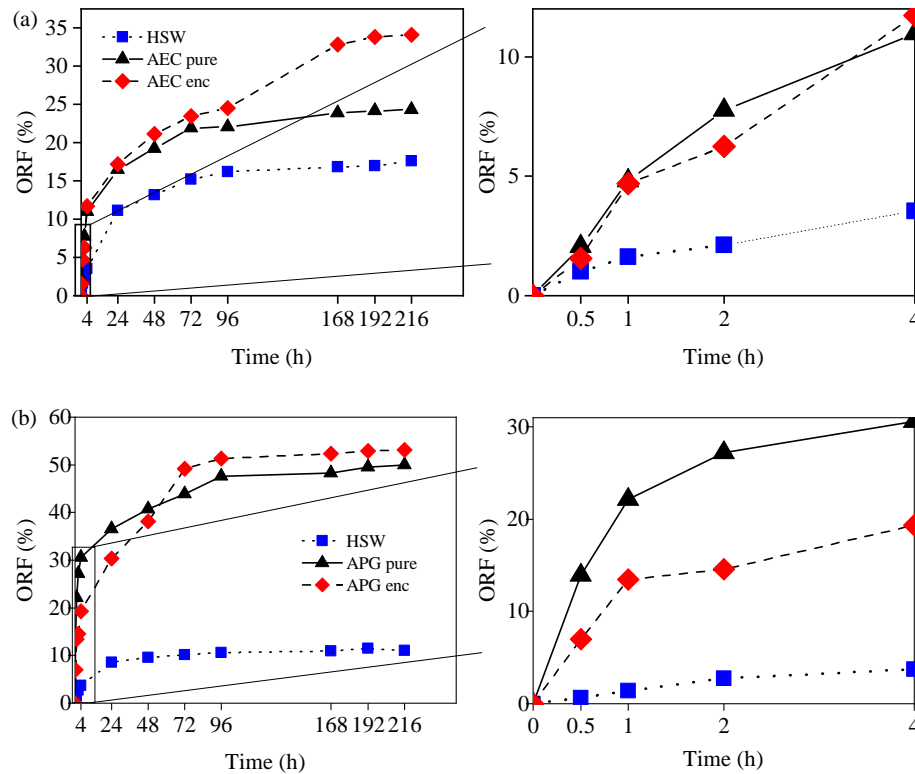 (a)
35
30
25
20
15
10
5
0
ORF (%)
HSW
AEC pure
AEC enc
4 24 48 72 96 168 192 216
Time (h)
10
5
0
ORF (%)
0.5 1 2 4
Time (h)
(b)
60
50
40
30
20
10
0
ORF (%)
HSW
APG pure
APG enc
4 24 48 72 96 168 192 216
Time (h)
30
20
10
0
ORF (%)
0 0.5 1 2 4
Time (h)